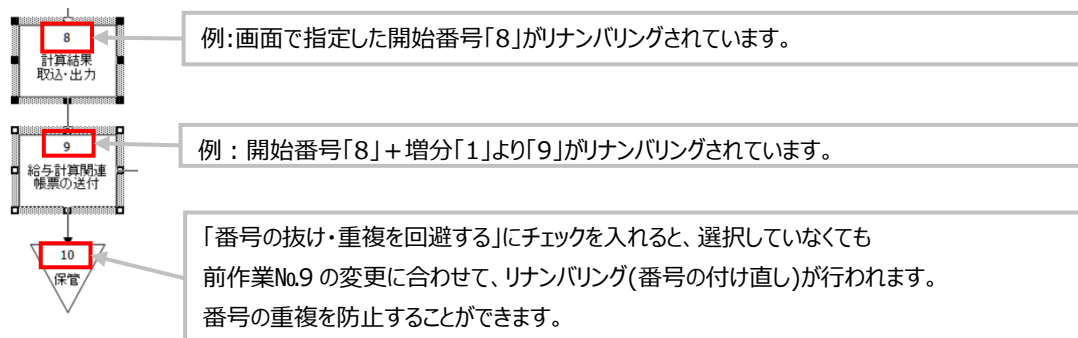 8
計算結果
取込・出力
例:画面で指定した開始番号「8」がリナンバリングされています。
9
給与計算関連
帳票の送付
例：開始番号「8」＋増分「1」より「9」がリナンバリングされています。
10
保管
「番号の抜け・重複を回避する」にチェックを入れると、選択していなくても
前作業№9 の変更に合わせて、リナンバリング(番号の付け直し)が行われます。
番号の重複を防止することができます。